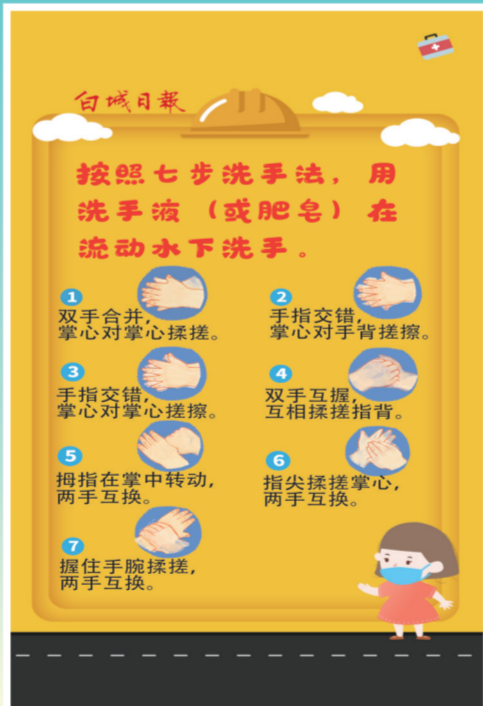 白城日報
按照七步洗手法，用
洗手液（或肥皂）在
流动水下洗手。
1
双手合并，
掌心对掌心揉搓。
2
手指交错，
掌心对手背搓擦。
3
手指交错，
掌心对掌心搓擦。
4
双手互握，
互相揉搓指背。
5
拇指在掌中转动，
两手互换。
6
指尖揉搓掌心，
两手互换。
7
握住手腕揉搓，
两手互换。